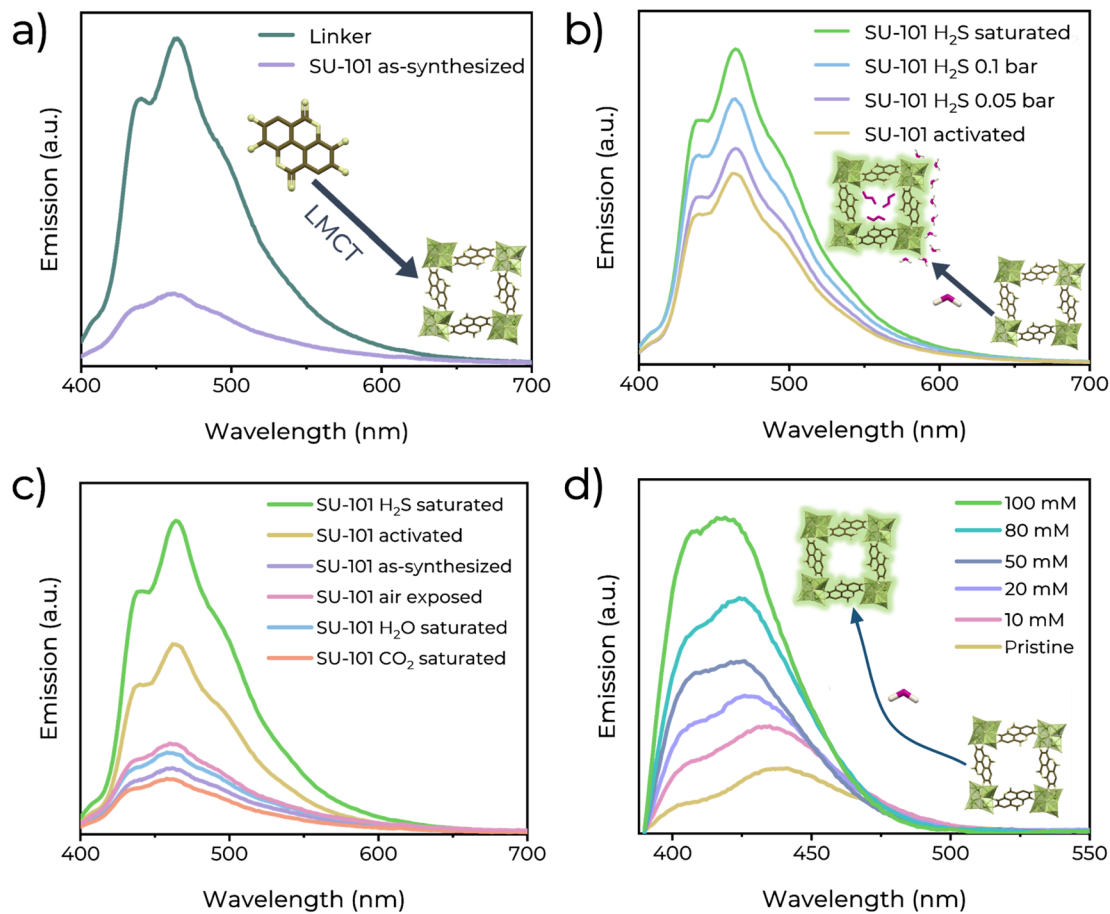 a)
Linker
SU-101 as-synthesized
LMCT
Emission (a.u.)
400
500
600
700
Wavelength (nm)
b)
SU-101 H₂S saturated
SU-101 H₂S 0.1 bar
SU-101 H₂S 0.05 bar
SU-101 activated
Emission (a.u.)
400
500
600
700
Wavelength (nm)
c)
SU-101 H₂S saturated
SU-101 activated
SU-101 as-synthesized
SU-101 air exposed
SU-101 H₂O saturated
SU-101 CO₂ saturated
Emission (a.u.)
400
500
600
700
Wavelength (nm)
d)
100 mM
80 mM
50 mM
20 mM
10 mM
Pristine
Emission (a.u.)
400
450
500
550
Wavelength (nm)